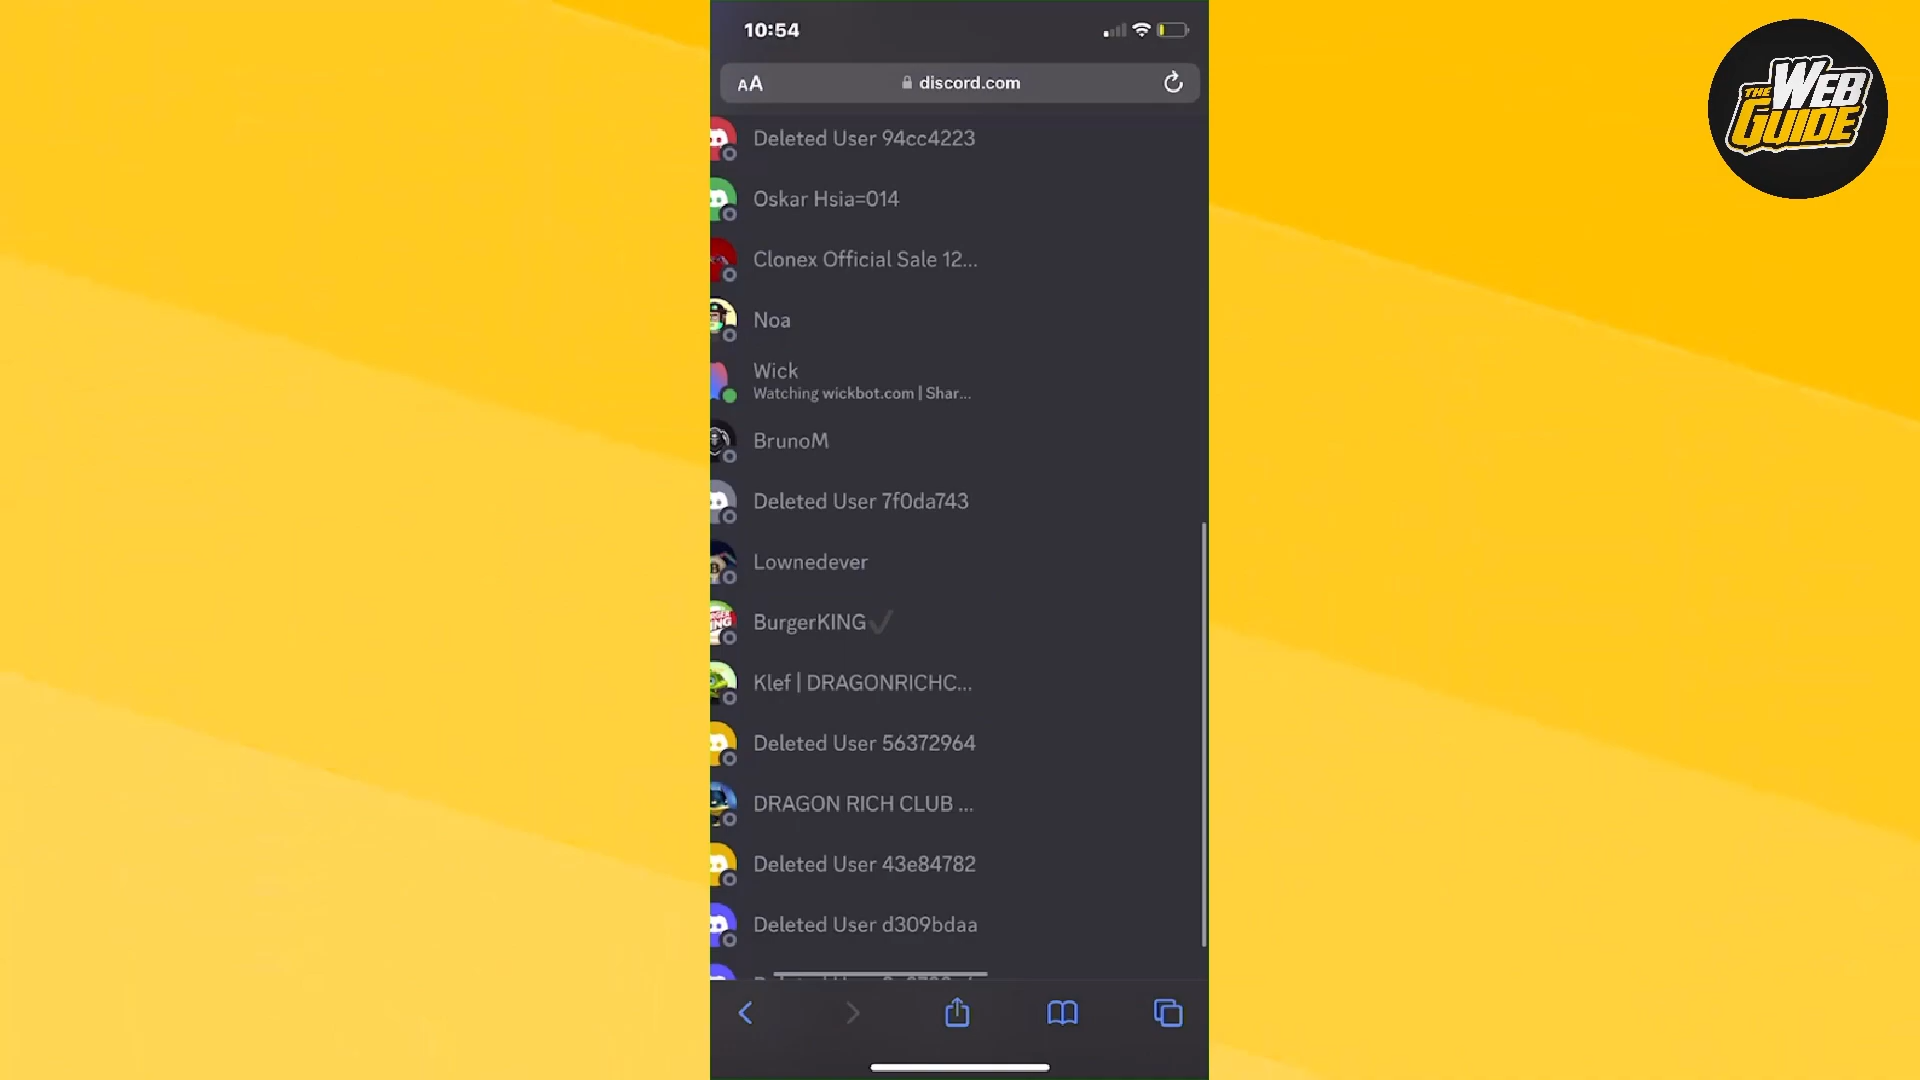 10:54
AA
discord.com
THE WEB GUIDE
Deleted User 94cc4223
Oskar Hsia=014
Clonex Official Sale 12...
Noa
Wick
Watching wickbot.com | Shar...
BrunoM
Deleted User 7f0da743
Lownedever
BurgerKING✓
Klef | DRAGONRICHC...
Deleted User 56372964
DRAGON RICH CLUB ...
Deleted User 43e84782
Deleted User d309bdaa